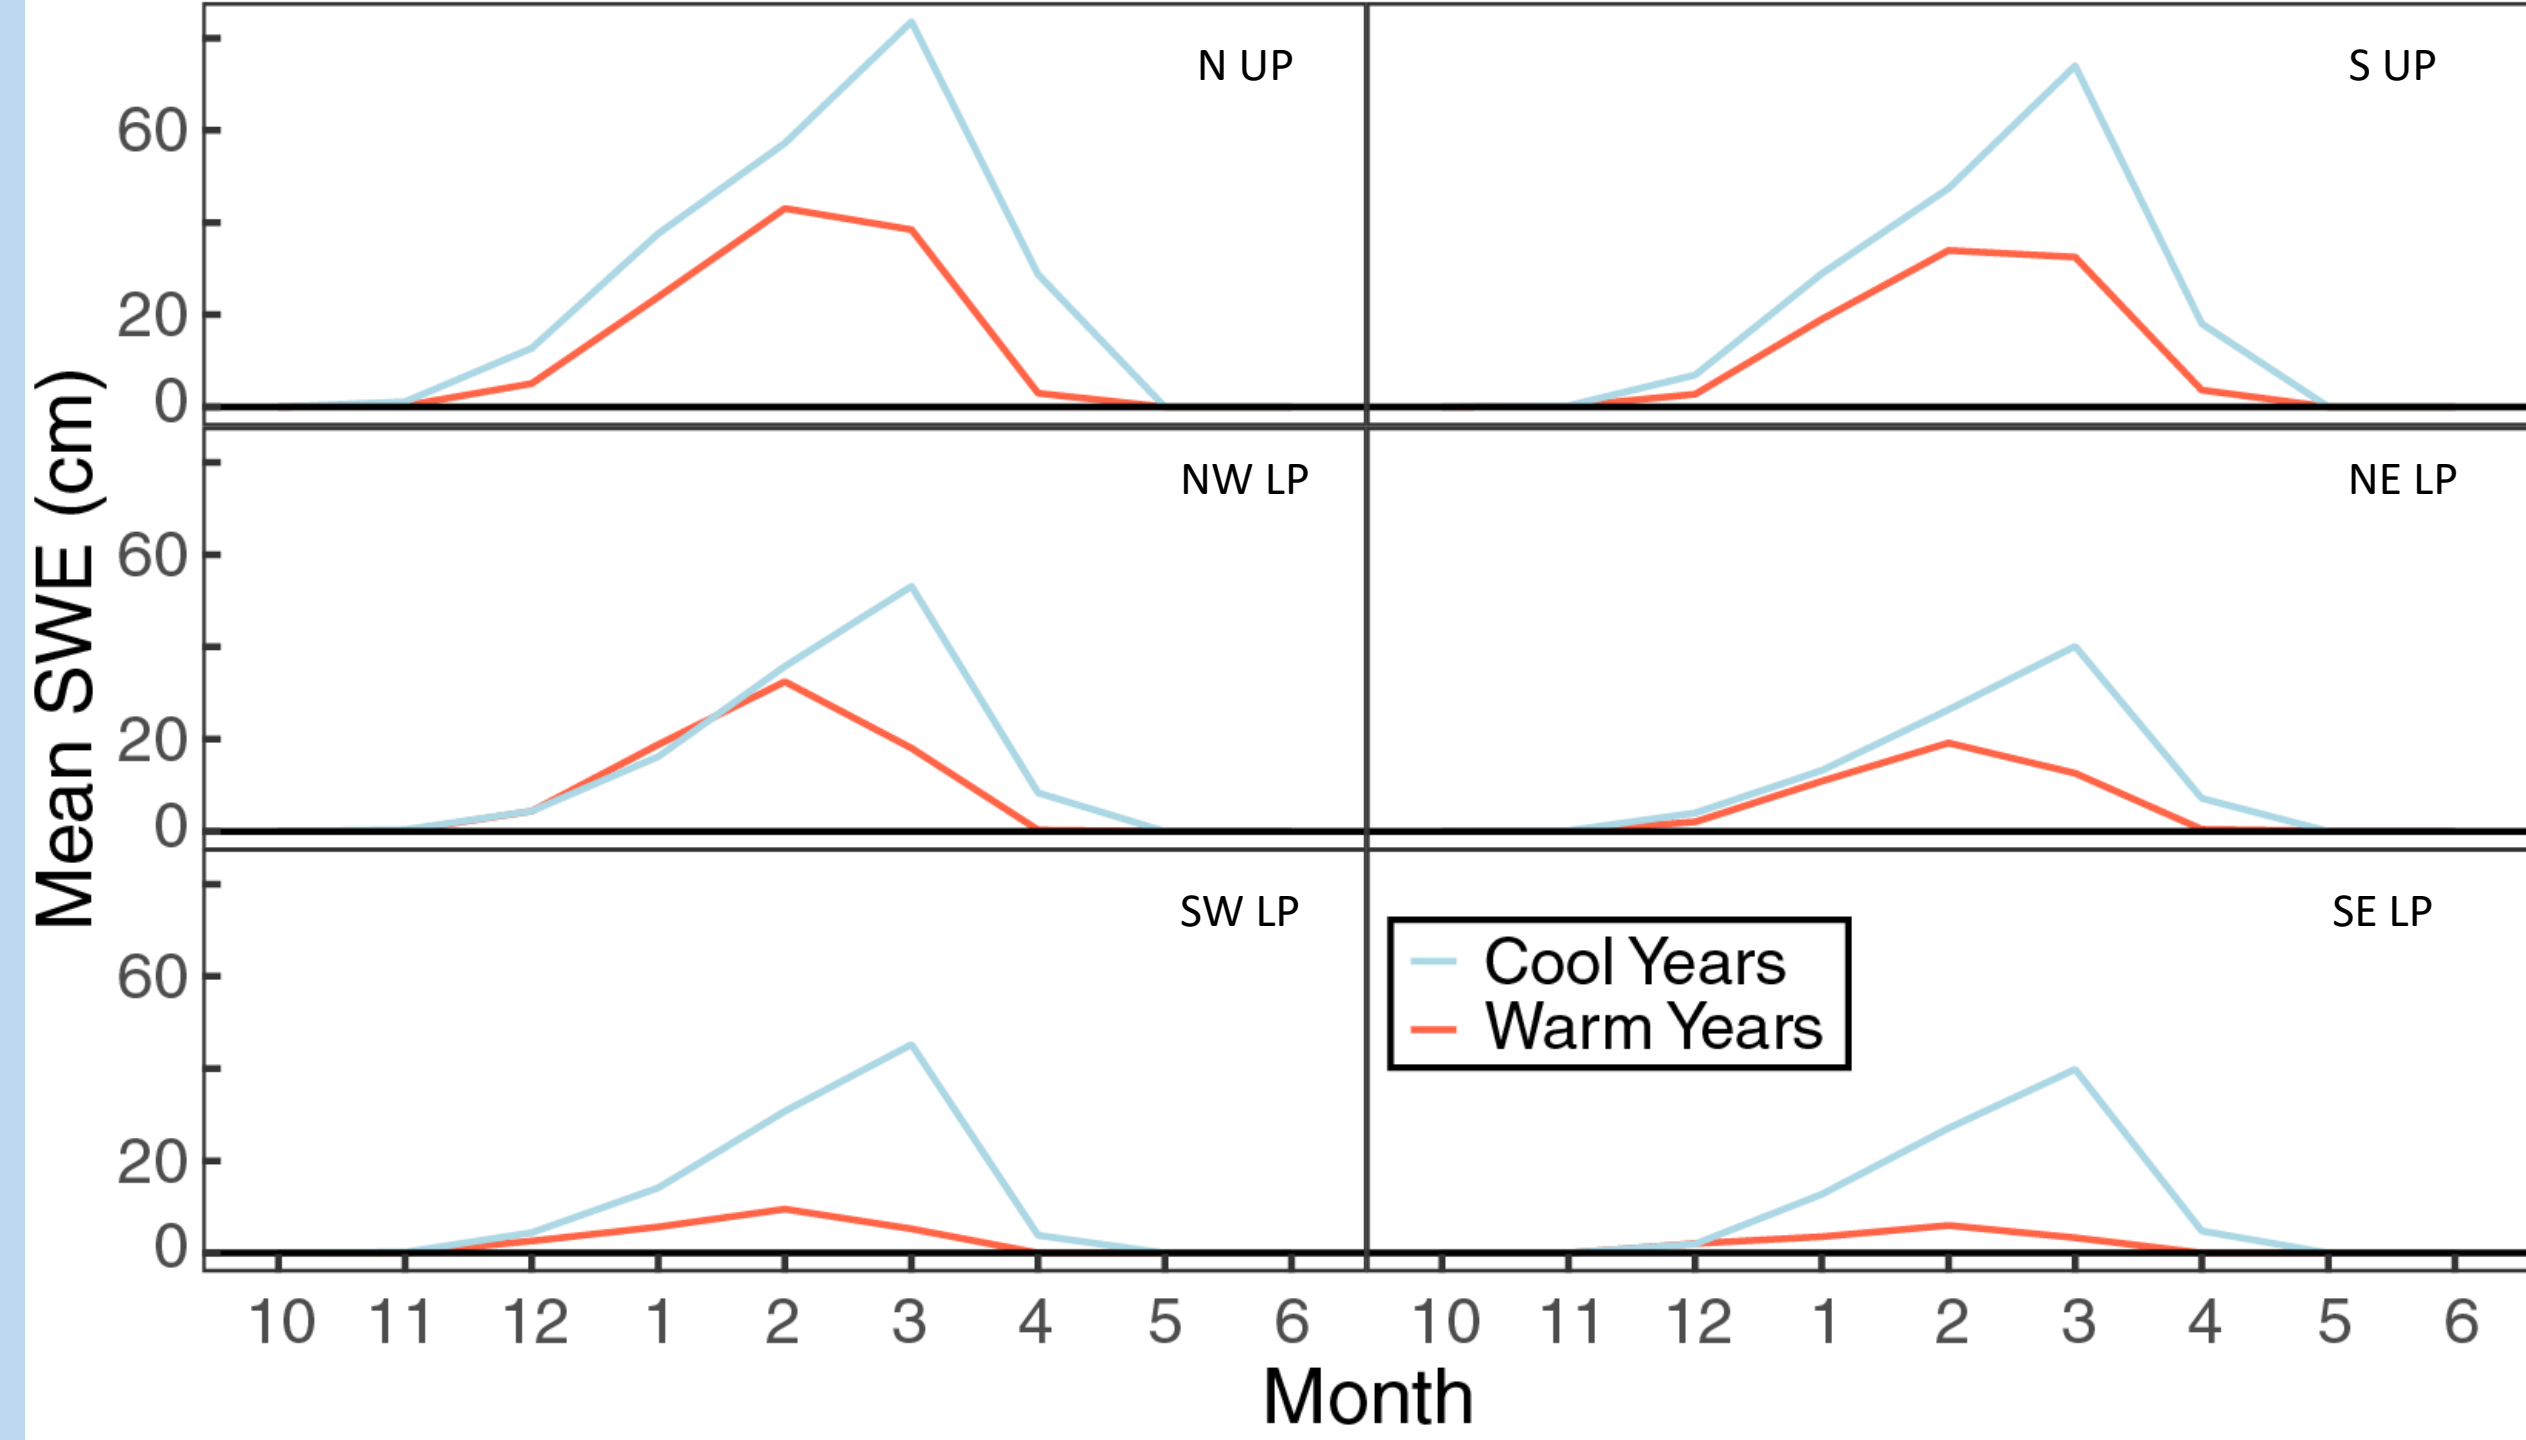 N UP
S UP
60
20
0
Mean SWE (cm)
NW LP
NE LP
60
20
0
SW LP
SE LP
60
20
0
Cool Years
Warm Years
10 11 12 1 2 3 4 5 6 10 11 12 1 2 3 4 5 6
Month